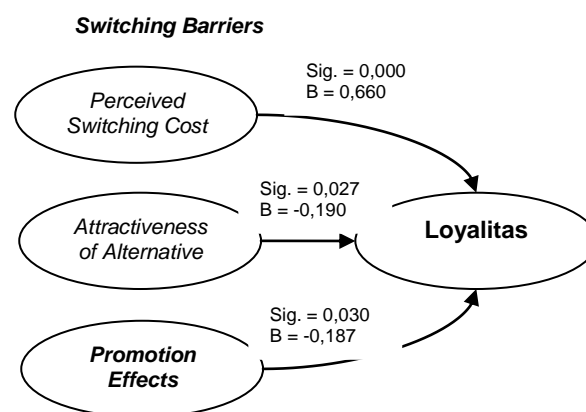 Switching Barriers
Sig. = 0,000
B = 0,660
Perceived
Switching Cost
Sig. = 0,027
B = -0,190
Attractiveness
of Alternative
Loyalitas
Sig. = 0,030
B = -0,187
Promotion
Effects